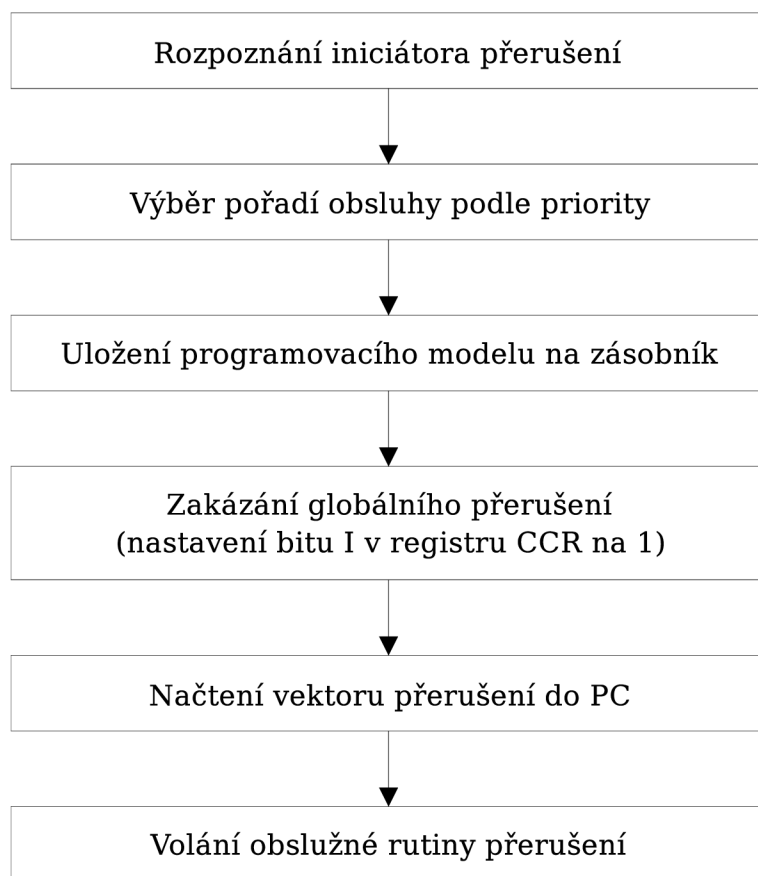 Rozpoznání iniciátora přerušení
Výběr pořadí obsluhy podle priority
Uložení programovacího modelu na zásobník
Zakázání globálního přerušení
(nastavení bitu I v registru CCR na 1)
Načtení vektoru přerušení do PC
Volání obslužné rutiny přerušení